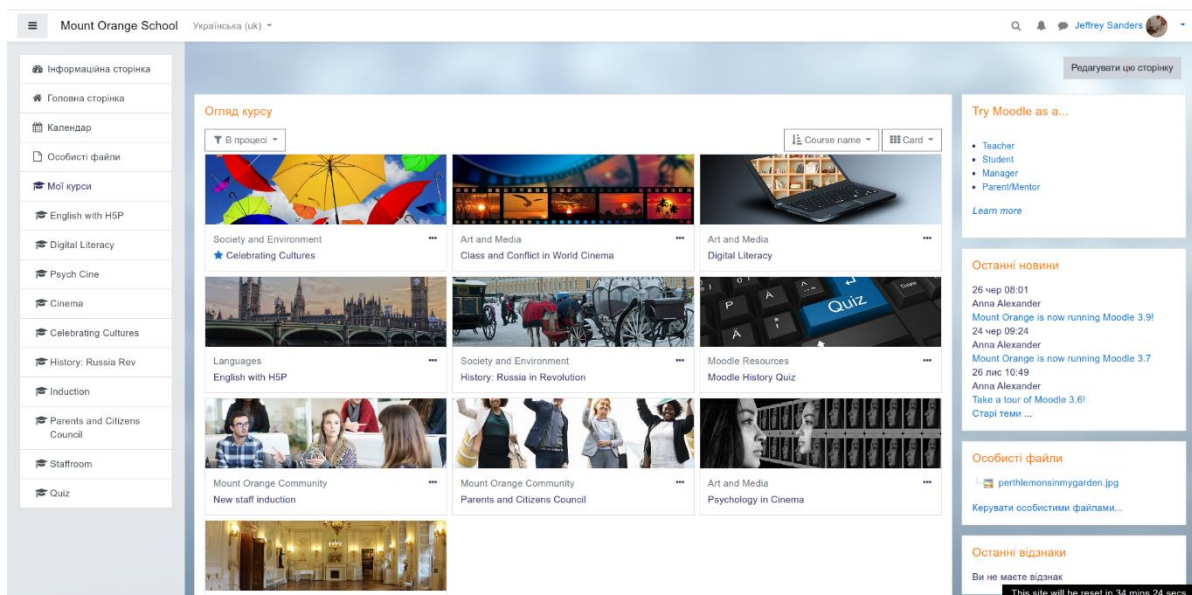 Mount Orange School Українська (uk)
Jeffrey Sanders
Інформаційна сторінка
Головна сторінка
Календар
Особисті файли
Мої курси
English with H5P
Digital Literacy
Psych Cine
Cinema
Celebrating Cultures
History: Russia Rev
Induction
Parents and Citizens
Council
Staffroom
Quiz
Редагувати цю сторінку
Огляд курсу
В процесі
Course name
Card
Society and Environment
Celebrating Cultures
Art and Media
Class and Conflict in World Cinema
Art and Media
Digital Literacy
Languages
English with H5P
Society and Environment
History: Russia in Revolution
Quiz
Moodle Resources
Moodle History Quiz
Mount Orange Community
New staff induction
Mount Orange Community
Parents and Citizens Council
Art and Media
Psychology in Cinema
Try Moodle as a...
Teacher
Student
Manager
Parent/Mentor
Learn more
Останні новини
26 чер 08:01
Anna Alexander
Mount Orange is now running Moodle 3.9!
24 чер 09:24
Anna Alexander
Mount Orange is now running Moodle 3.7
26 лис 10:49
Anna Alexander
Take a tour of Moodle 3.6!
Старі теми ...
Особисті файли
perthlemonsinmygarden.jpg
Керувати особистими файлами...
Останні відзнаки
Ви не маєте відзнак
This site will be reset in 34 mins 24 secs